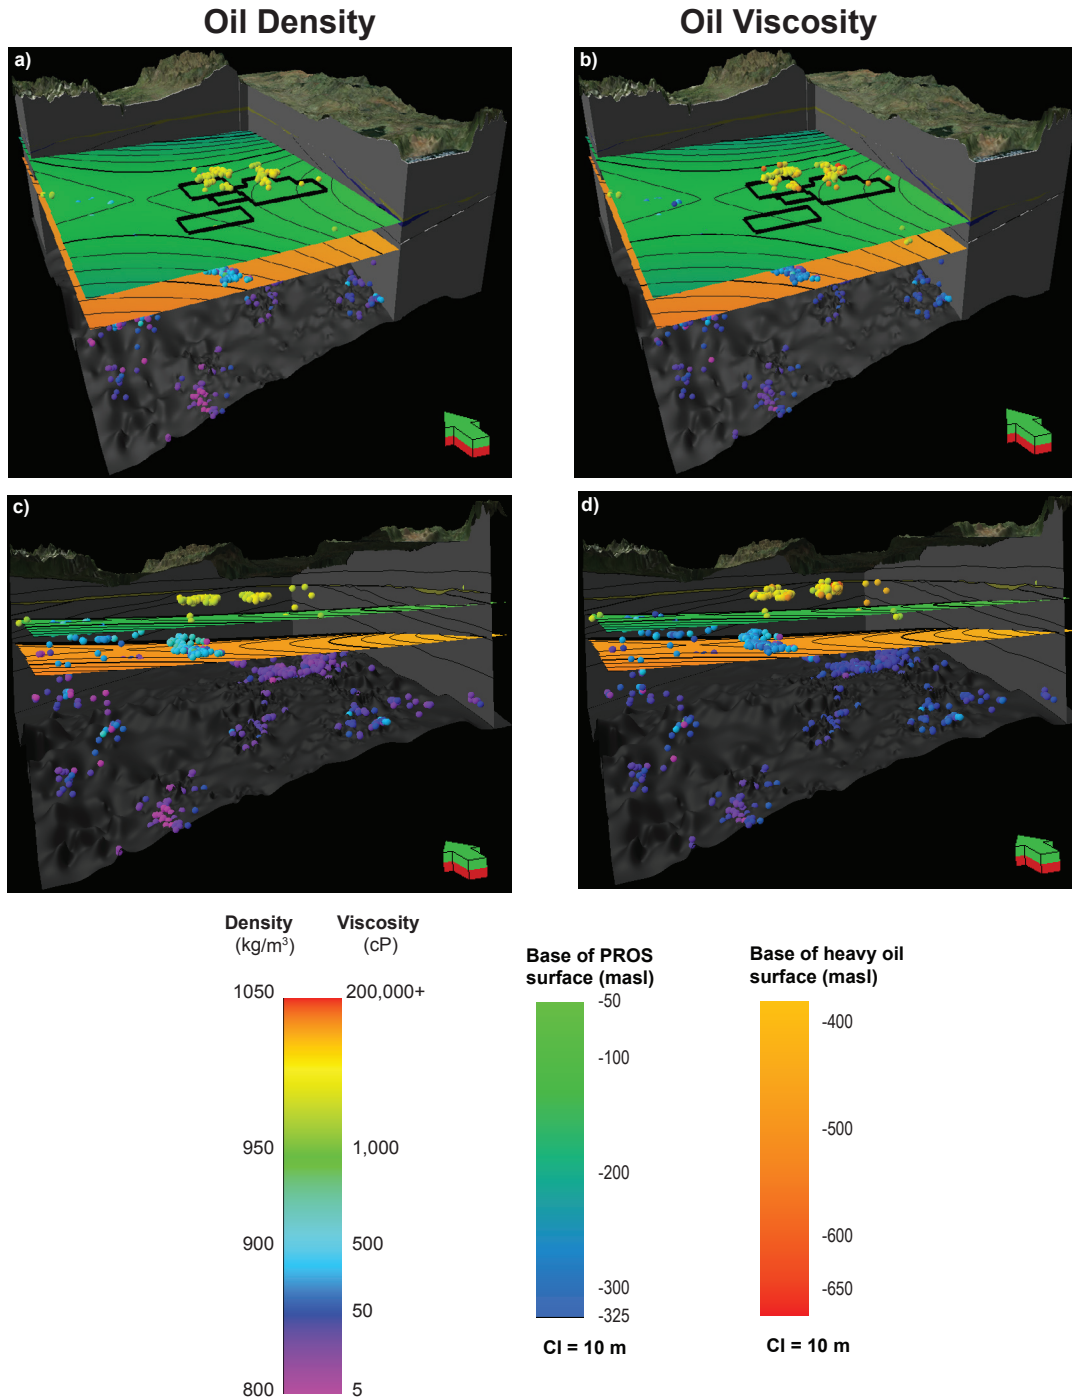 Oil Density
Oil Viscosity
a)
b)
c)
d)
Density
(kg/m³)
Viscosity
(cP)
1050
200,000+
950
1,000
900
500
50
800
5
Base of PROS
surface (masl)
-50
-100
-200
-300
-325
CI = 10 m
Base of heavy oil
surface (masl)
-400
-500
-600
-650
CI = 10 m